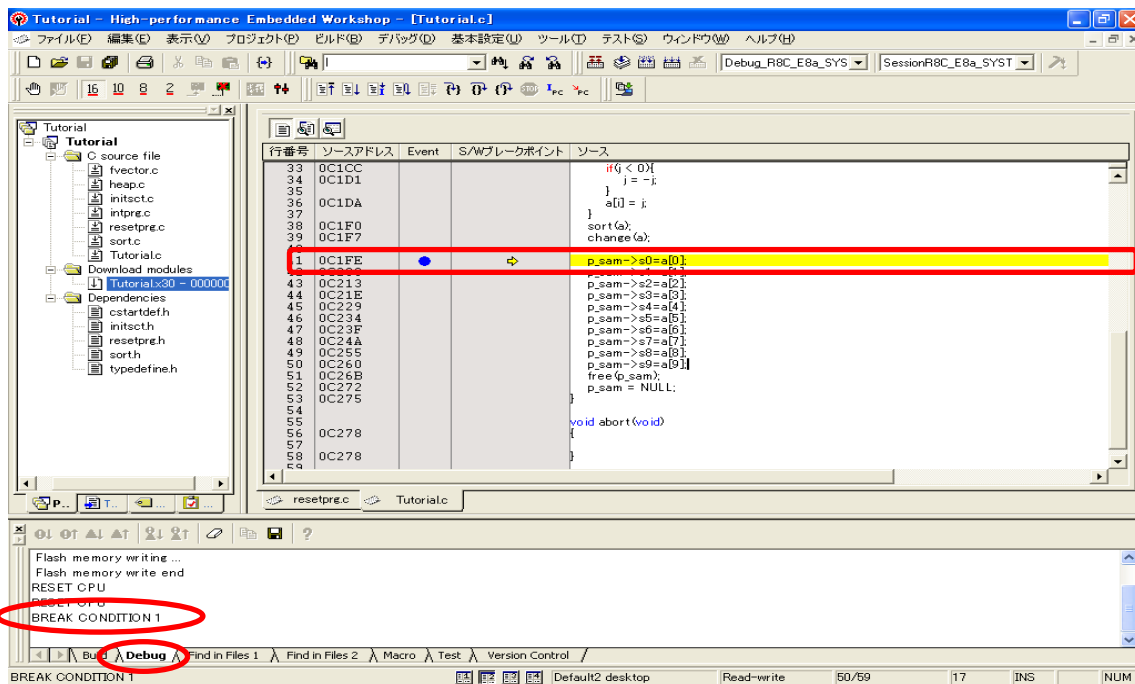 Tutorial - High-performance Embedded Workshop - [Tutorial.c]
ファイル(F) 編集(E) 表示(V) プロジェクト(P) ビルド(B) デバッグ(D) 基本設定(U) ツール(T) テスト(S) ウィンドウ(W) ヘルプ(H)
Debug_R8C_E8a_SYS SessionR8C_E8a_SYST
16 10 8 2
Tutorial
Tutorial
C source file
fvector.c
heap.c
initsct.c
intprg.c
resetprg.c
sort.c
Tutorial.c
Download modules
Tutorial.x30 - 000000
Dependencies
cstartdef.h
initsct.h
resetprg.h
sort.h
typedefine.h
P.. T.. ... ...
行番号 ソースアドレス Event S/Wブレークポイント ソース
33 0C1CC if(j < 0){
34 0C1D1 j = -j;
35 }
36 0C1DA a[i] = j;
37 }
38 0C1F0 sort(a);
39 0C1F7 change(a);
0C1FE p_sam->s0=a[0];
43 0C213 p_sam->s2=a[2];
44 0C21E p_sam->s3=a[3];
45 0C229 p_sam->s4=a[4];
46 0C234 p_sam->s5=a[5];
47 0C23F p_sam->s6=a[6];
48 0C24A p_sam->s7=a[7];
49 0C255 p_sam->s8=a[8];
50 0C260 p_sam->s9=a[9];
51 0C26B free(p_sam);
52 0C272 p_sam = NULL;
53 0C275 }
54
55 void abort(void)
56 0C278 {
57
58 0C278 }
59
resetprg.c Tutorial.c
Flash memory writing ...
Flash memory write end
RESET CPU
RESET CPU
BREAK CONDITION 1
Build Debug Find in Files 1 Find in Files 2 Macro Test Version Control
BREAK CONDITION 1 Default2 desktop Read-write 50/59 17 INS NUM